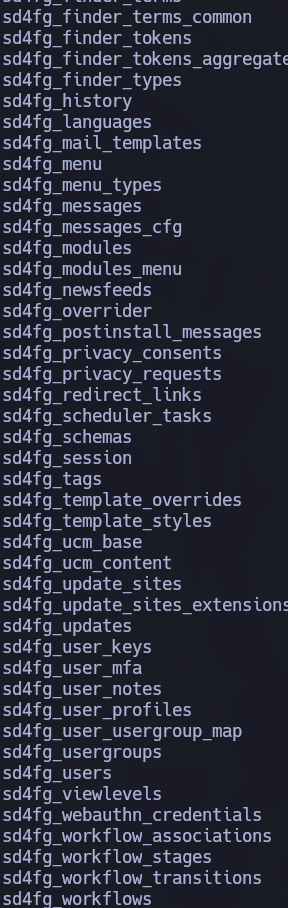 sd4fg_finder_terms
sd4fg_finder_terms_common
sd4fg_finder_tokens
sd4fg_finder_tokens_aggregate
sd4fg_finder_types
sd4fg_history
sd4fg_languages
sd4fg_mail_templates
sd4fg_menu
sd4fg_menu_types
sd4fg_messages
sd4fg_messages_cfg
sd4fg_modules
sd4fg_modules_menu
sd4fg_newsfeeds
sd4fg_overrider
sd4fg_postinstall_messages
sd4fg_privacy_consents
sd4fg_privacy_requests
sd4fg_redirect_links
sd4fg_scheduler_tasks
sd4fg_schemas
sd4fg_session
sd4fg_tags
sd4fg_template_overrides
sd4fg_template_styles
sd4fg_ucm_base
sd4fg_ucm_content
sd4fg_update_sites
sd4fg_update_sites_extensions
sd4fg_updates
sd4fg_user_keys
sd4fg_user_mfa
sd4fg_user_notes
sd4fg_user_profiles
sd4fg_user_usergroup_map
sd4fg_usergroups
sd4fg_users
sd4fg_viewlevels
sd4fg_webauthn_credentials
sd4fg_workflow_associations
sd4fg_workflow_stages
sd4fg_workflow_transitions
sd4fg_workflows